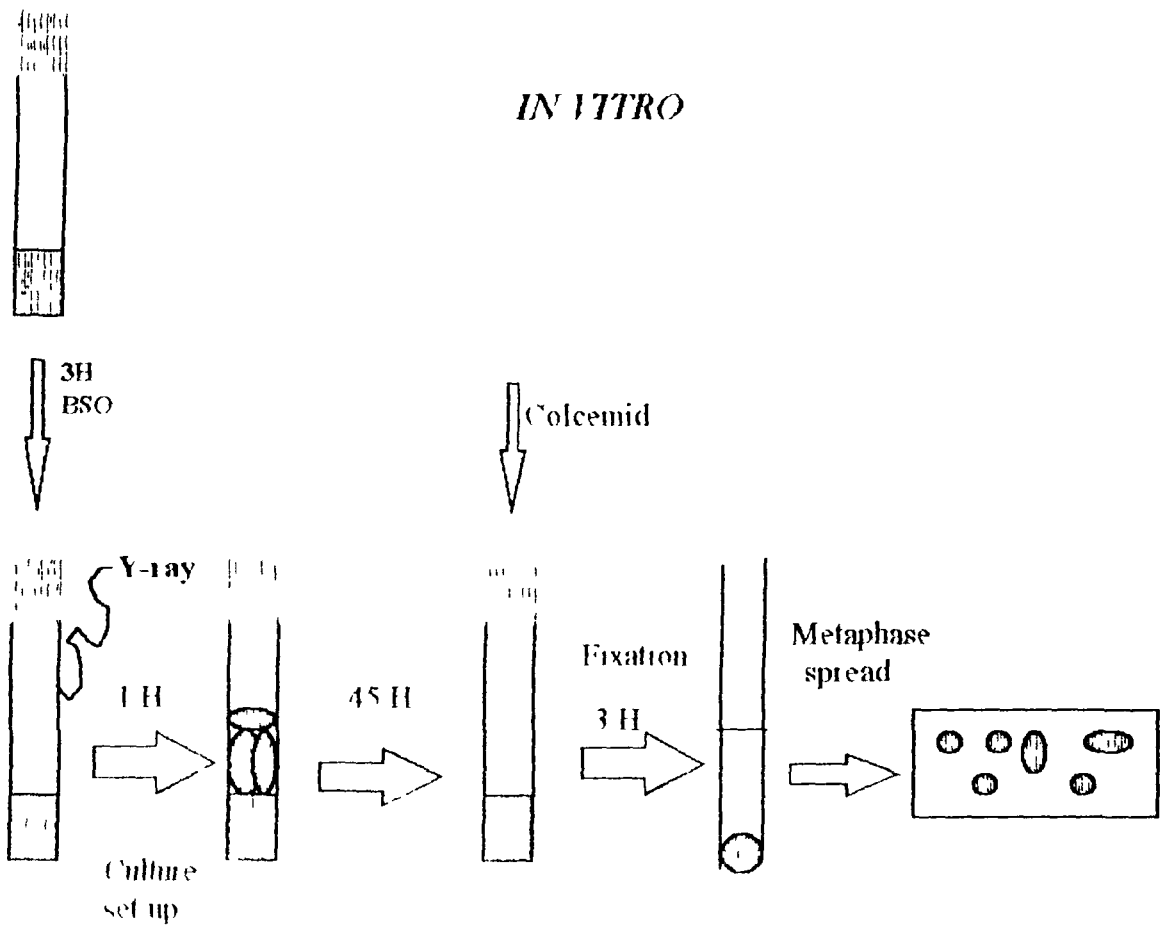 IN VITRO
3H
BSO
Colcemid
Y-ray
1 H
45 H
Fixation
3 H
Metaphase
spread
Culture
set up